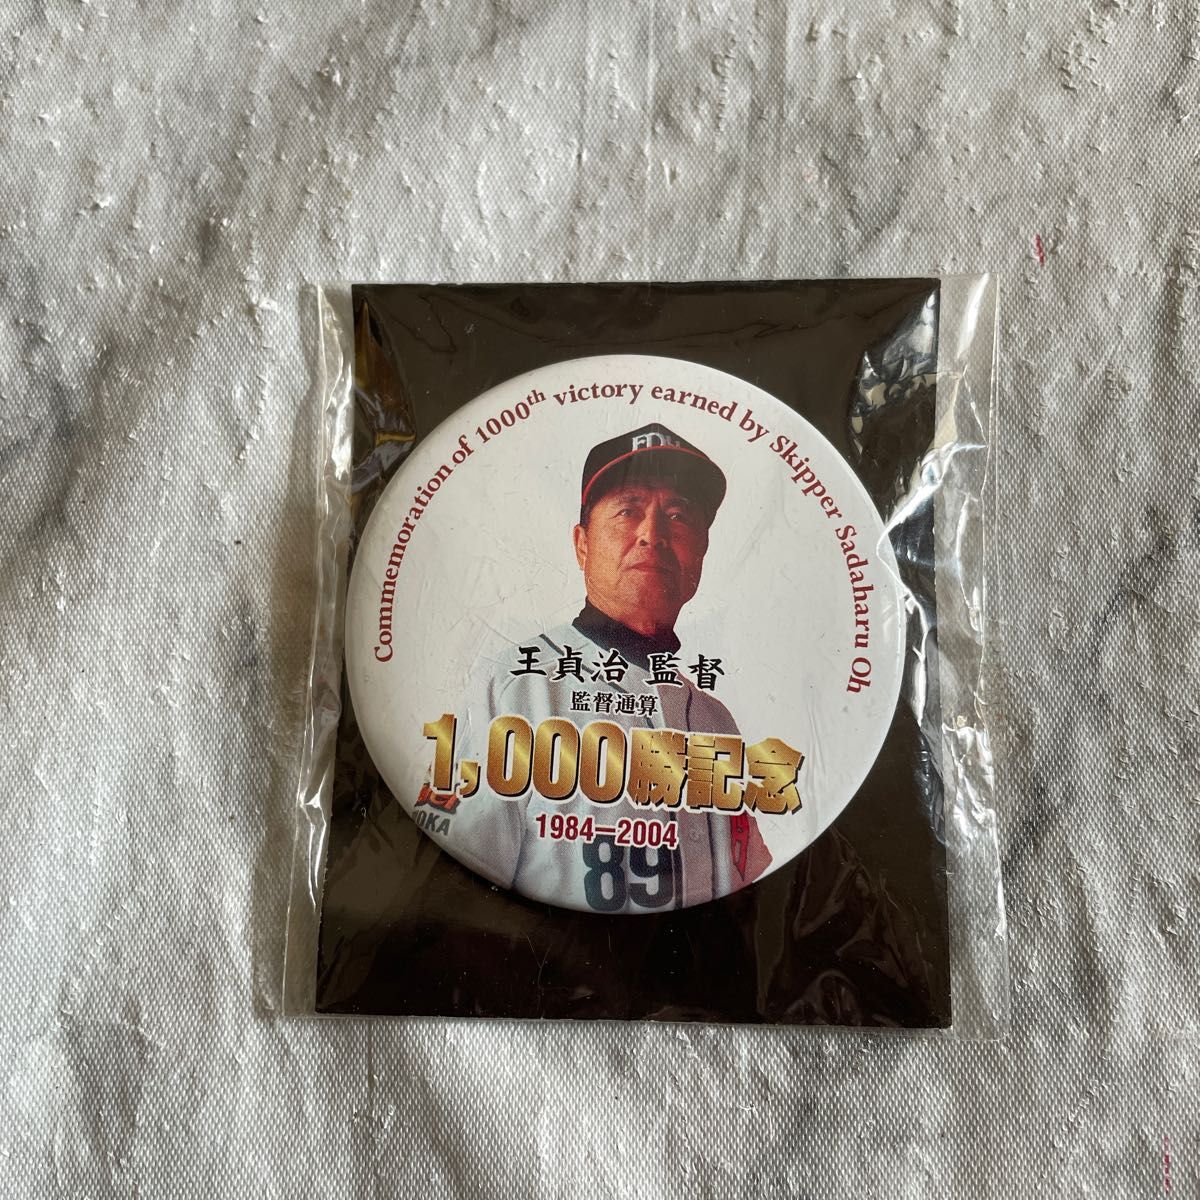 Commemoration of 1000th victory earned by Skipper Sadaharu Oh
王貞治 監督
監督通算
1,000勝記念
1984−2004
89